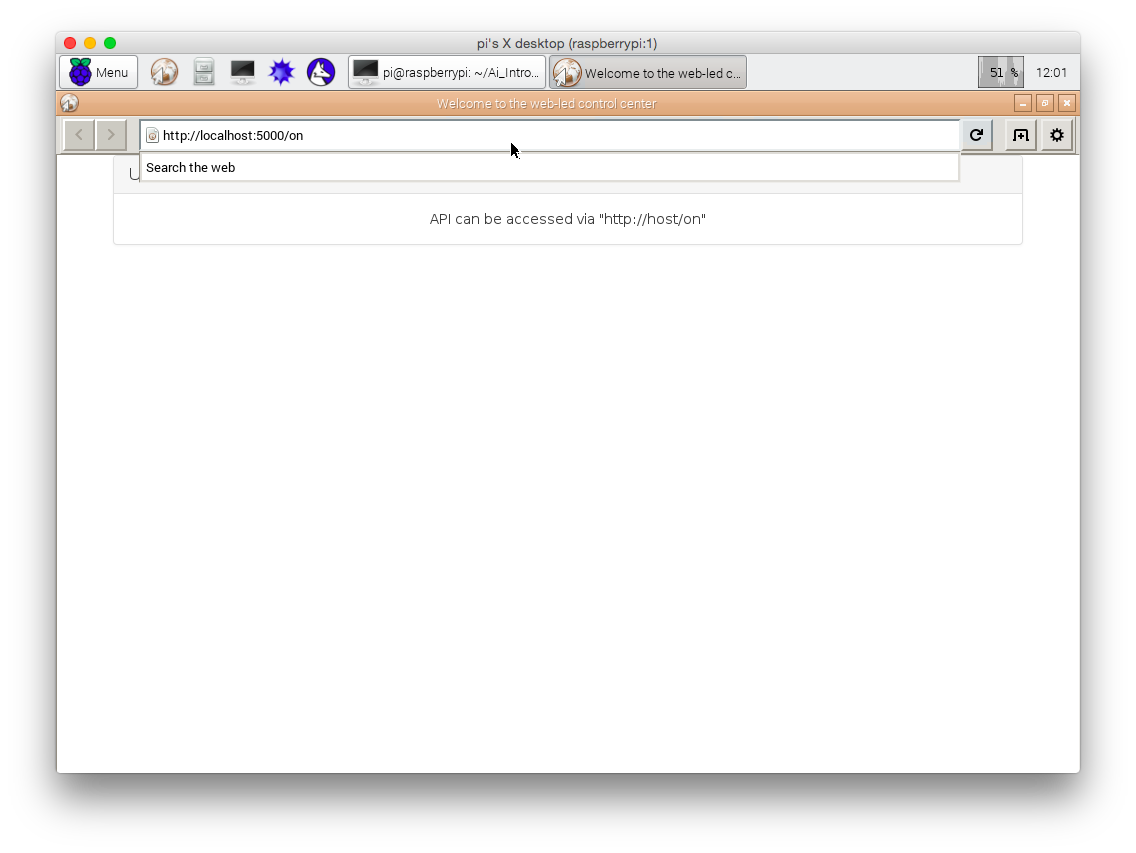 pi's X desktop (raspberrypi:1)
Menu
pi@raspberrypi: ~/Ai_Intro...
Welcome to the web-led c...
51 %
12:01
Welcome to the web-led control center
http://localhost:5000/on
Search the web
API can be accessed via "http://host/on"